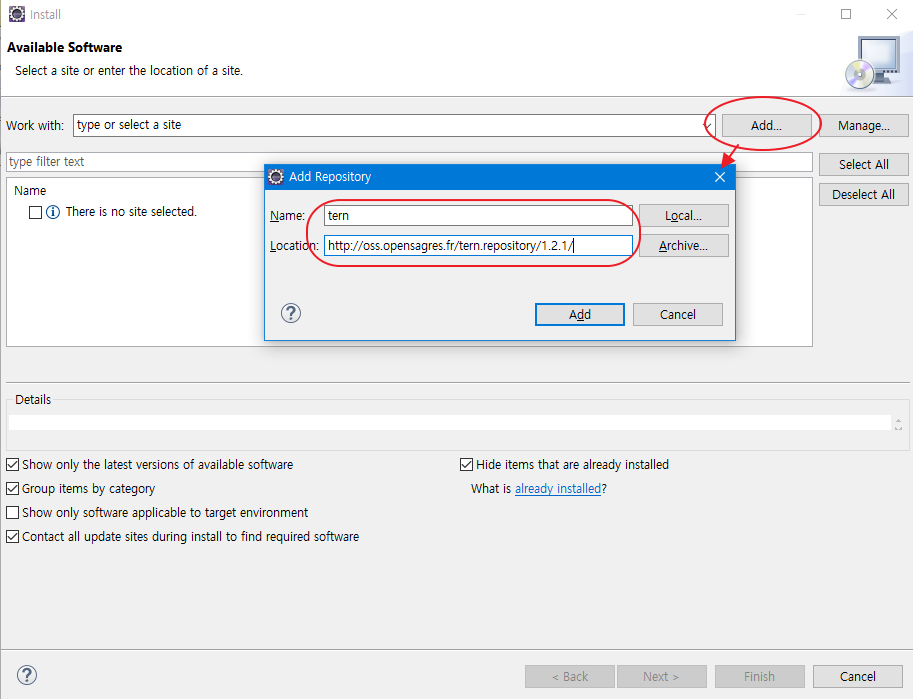 Install
Available Software
Select a site or enter the location of a site.
Work with: type or select a site Add... Manage...
type filter text Select All
Name Deselect All
There is no site selected.
Add Repository
Name: tern Local...
Location: http://oss.opensagres.fr/tern.repository/1.2.1/ Archive...
? Add Cancel
Details
Show only the latest versions of available software Hide items that are already installed
Group items by category What is already installed?
Show only software applicable to target environment
Contact all update sites during install to find required software
? < Back Next > Finish Cancel